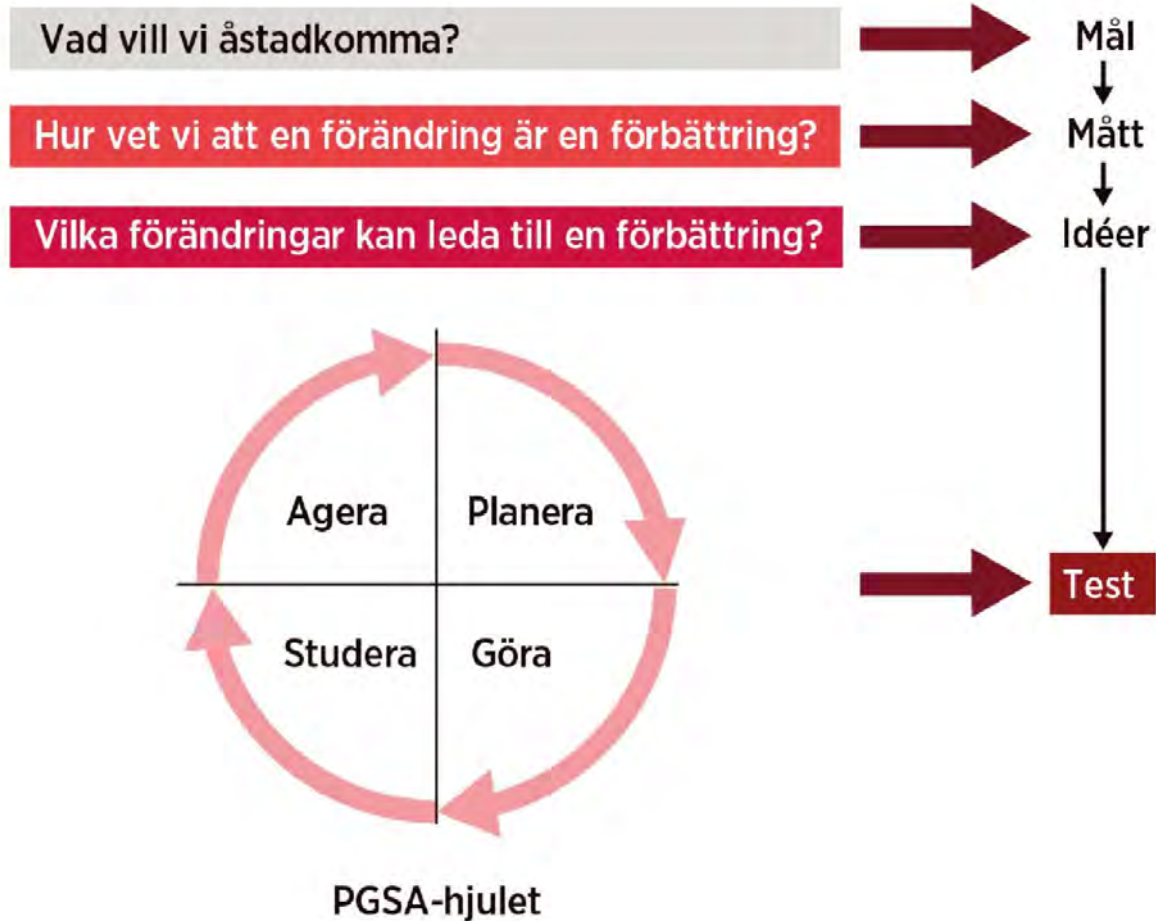 Vad vill vi åstadkomma?
Mål
Hur vet vi att en förändring är en förbättring?
Mått
Vilka förändringar kan leda till en förbättring?
Idéer
Agera
Planera
Test
Studera
Göra
PGSA-hjulet